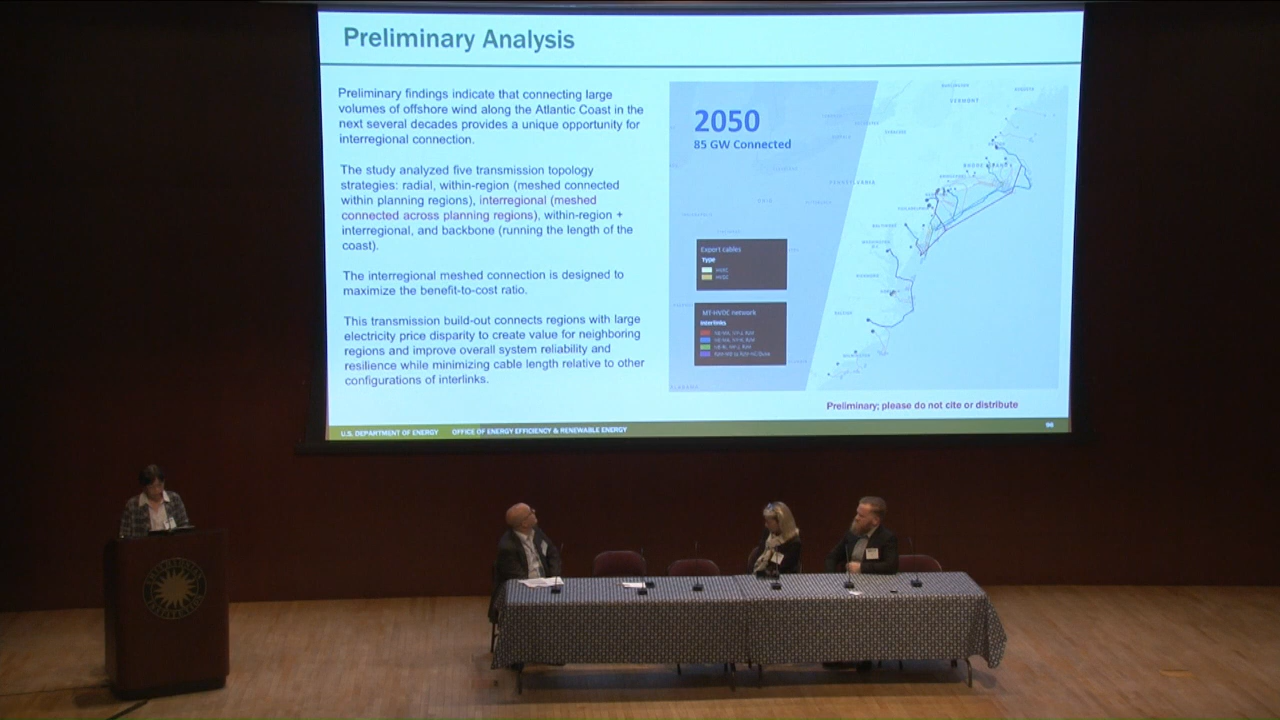 Preliminary Analysis
Preliminary findings indicate that connecting large
volumes of offshore wind along the Atlantic Coast in the
next several decades provides a unique opportunity for
interregional connection.
The study analyzed five transmission topology
strategies: radial, within-region (meshed connected
within planning regions), interregional (meshed
connected across planning regions), within-region +
interregional, and backbone (running the length of the
coast).
The interregional meshed connection is designed to
maximize the benefit-to-cost ratio.
This transmission build-out connects regions with large
electricity price disparity to create value for neighboring
regions and improve overall system reliability and
resilience while minimizing cable length relative to other
configurations of interlinks.
2050
85 GW Connected
VERMONT
PENNSYLVANIA
OHIO
RICHMOND
ALABAMA
Export cables
Type
MT-HVDC network
Interlinks
Preliminary; please do not cite or distribute
U.S. DEPARTMENT OF ENERGY OFFICE OF ENERGY EFFICIENCY & RENEWABLE ENERGY